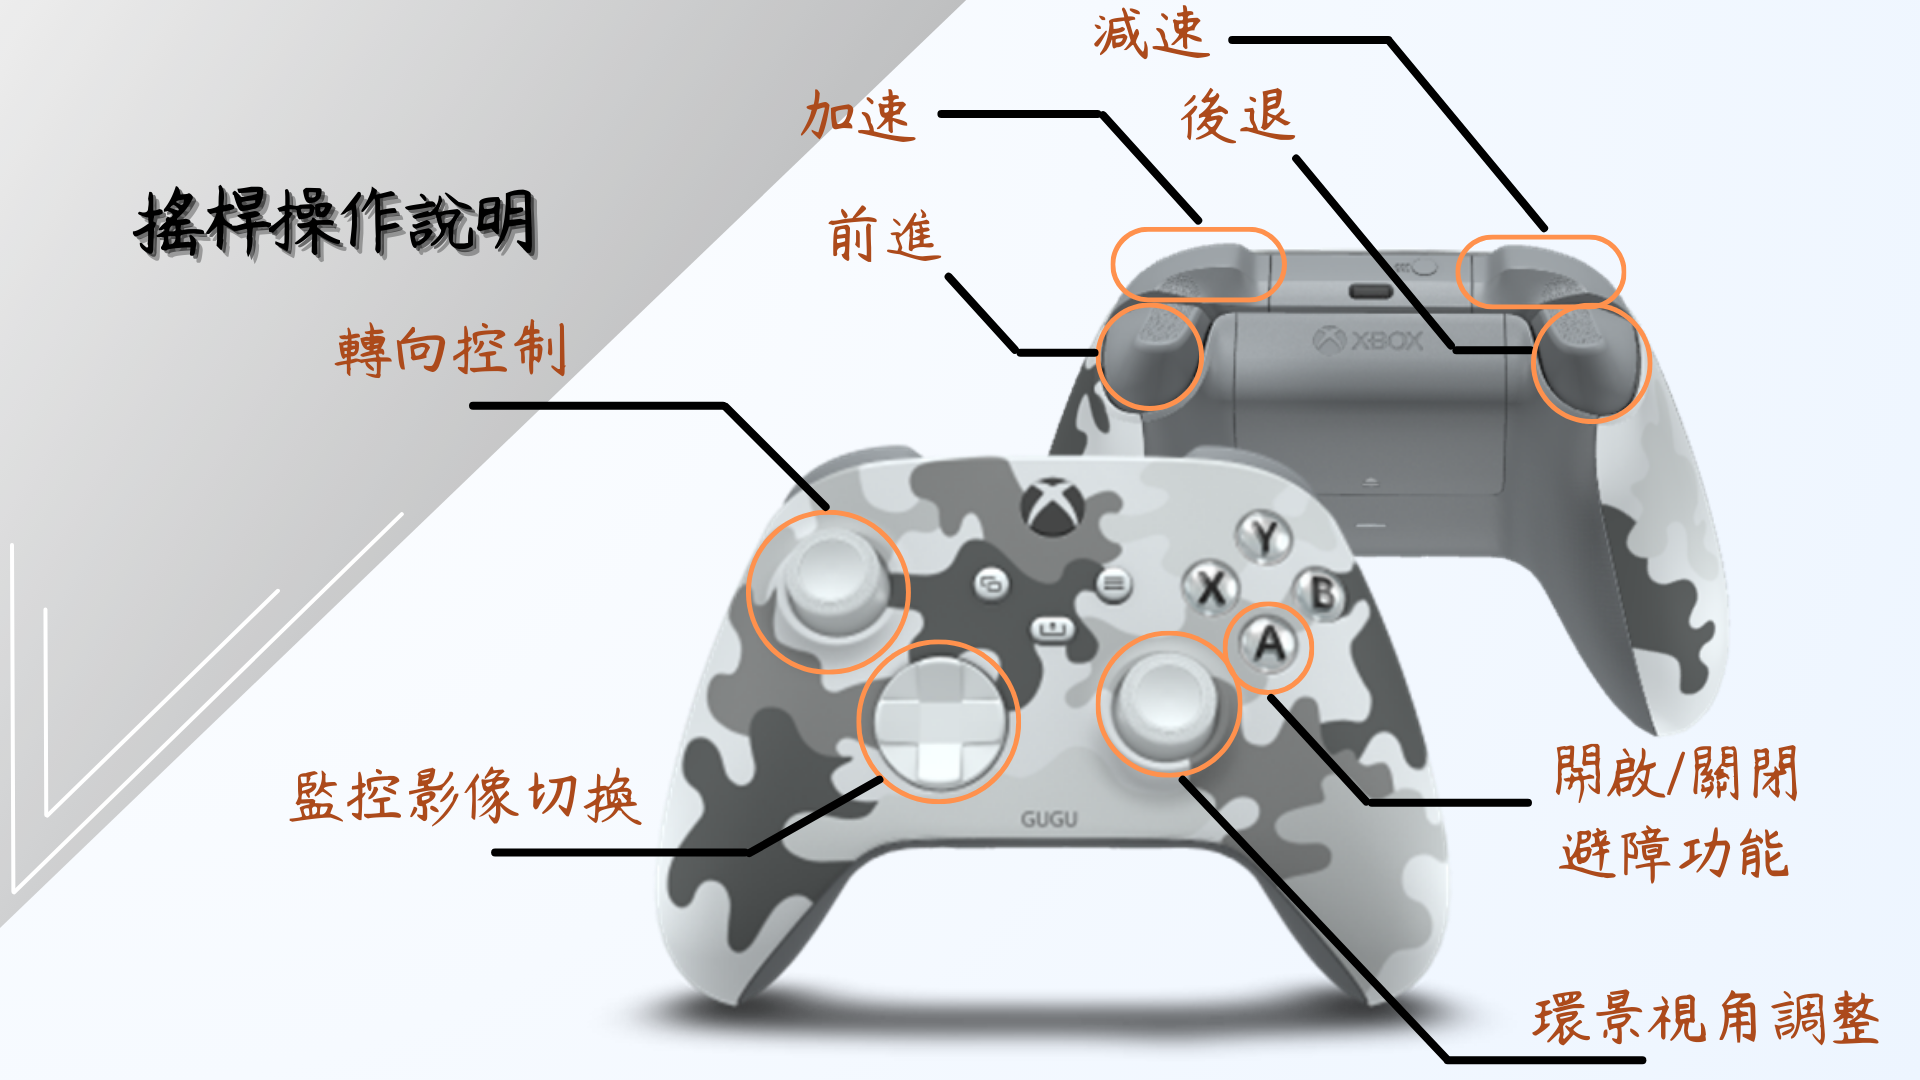 減速
加速
後退
前進
搖桿操作說明
轉向控制
XBOX
Y
X
B
A
監控影像切換
GUGU
開啟/關閉
避障功能
環景視角調整